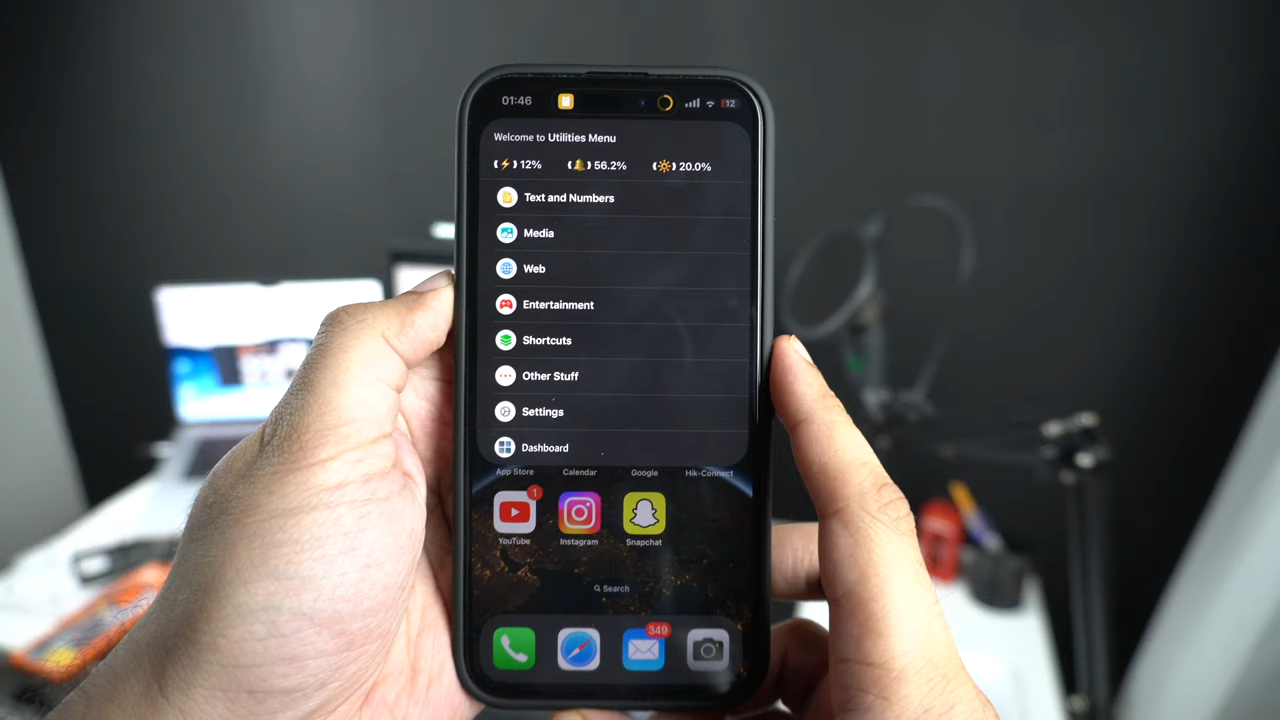 01:46
12
Welcome to Utilities Menu
12%
56.2%
20.0%
Text and Numbers
Media
Web
Entertainment
Shortcuts
Other Stuff
Settings
Dashboard
App Store Calendar Google Hik-Connect
1
YouTube Instagram Snapchat
Search
349